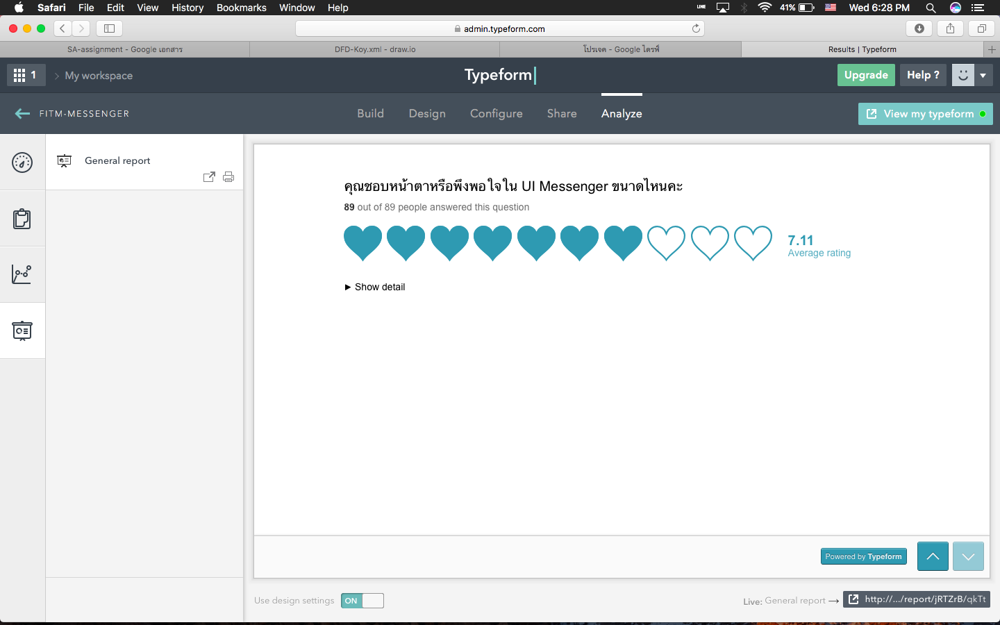 Safari File Edit View History Bookmarks Window Help LINE 41% Wed 6:28 PM
admin.typeform.com
SA-assignment - Google เอกสาร DFD-Koy.xml - draw.io โปรเจค - Google ไดรฟ์ Results | Typeform
1 My workspace Typeform Upgrade Help ?
FITM-MESSENGER Build Design Configure Share Analyze View my typeform
General report
คุณชอบหน้าตาหรือพึงพอใจใน UI Messenger ขนาดไหนคะ
89 out of 89 people answered this question
7.11
Average rating
Show detail
Powered by Typeform
Use design settings ON Live: General report → http://.../report/jRTZrB/qkTt